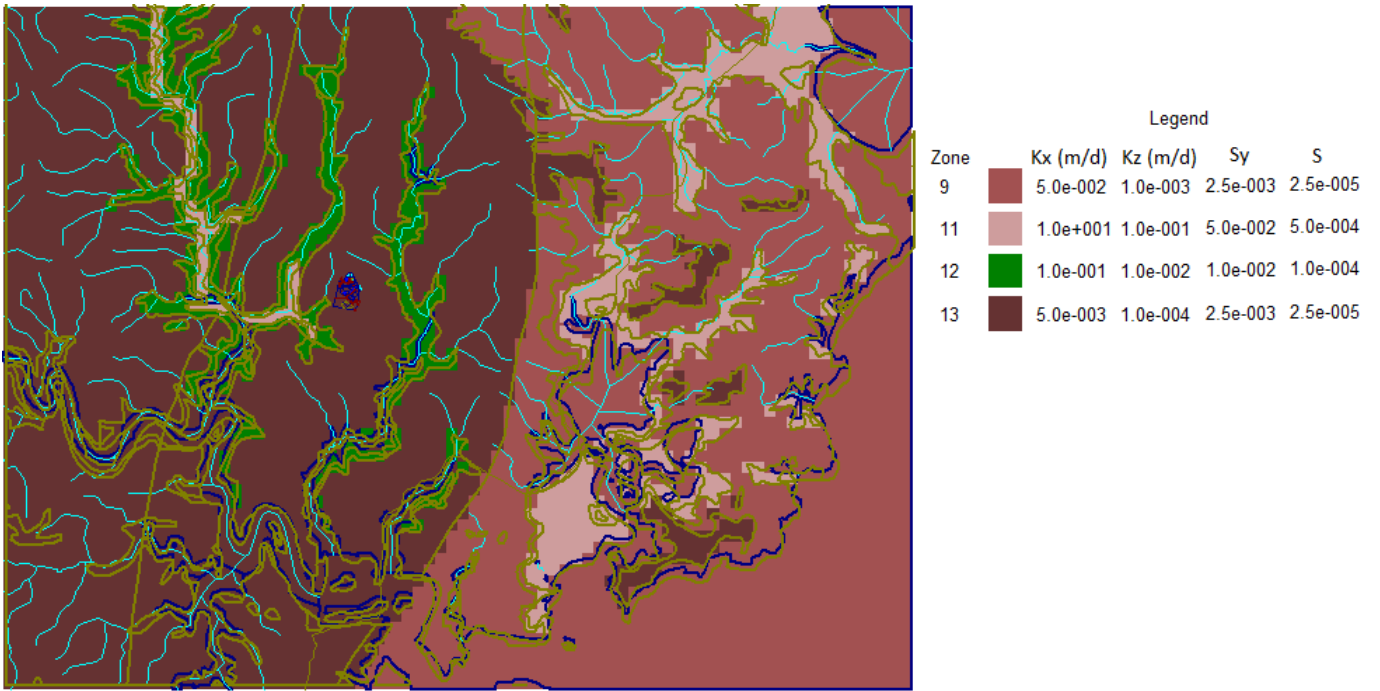 Legend
Zone Kx (m/d) Kz (m/d) Sy S
9 5.0e-002 1.0e-003 2.5e-003 2.5e-005
11 1.0e+001 1.0e-001 5.0e-002 5.0e-004
12 1.0e-001 1.0e-002 1.0e-002 1.0e-004
13 5.0e-003 1.0e-004 2.5e-003 2.5e-005